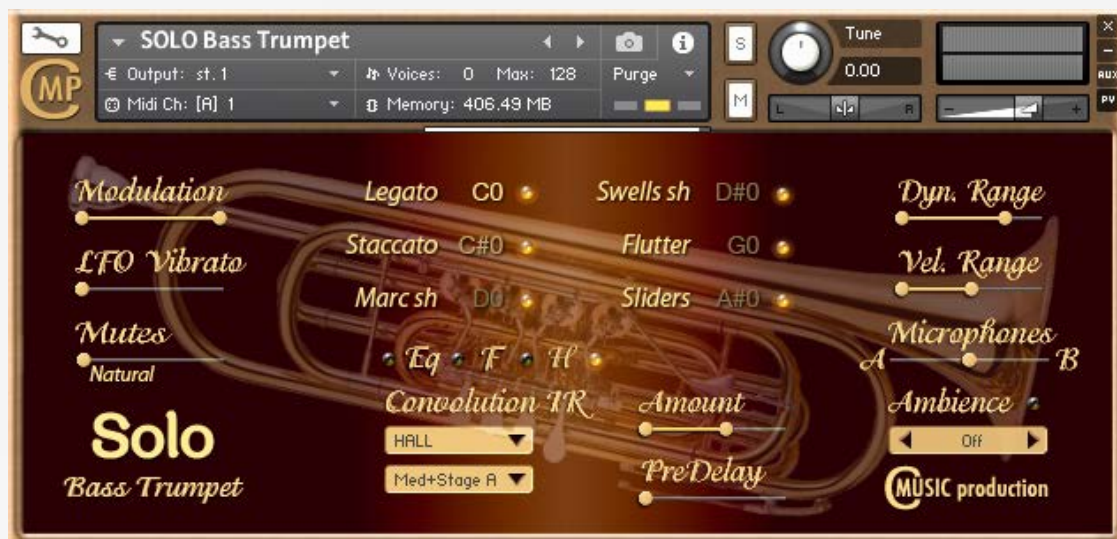 SOLO Bass Trumpet
Output: st. 1
Voices: 0 Max: 128
Purge
Midi Ch: [A] 1
Memory: 406.49 MB
S
M
Tune
0.00
L
R
-
+
X
-
AUX
PV
CMP
Modulation
LFO Vibrato
Mutes
Natural
Solo
Bass Trumpet
Legato C0
Staccato C#0
Marc sh D0
Swells sh D#0
Flutter G0
Sliders A#0
Eq F H
Convolution IR
HALL
Med+Stage A
Amount
PreDelay
Dyn. Range
Vel. Range
Microphones
A B
Ambience
Off
CMUSIC production